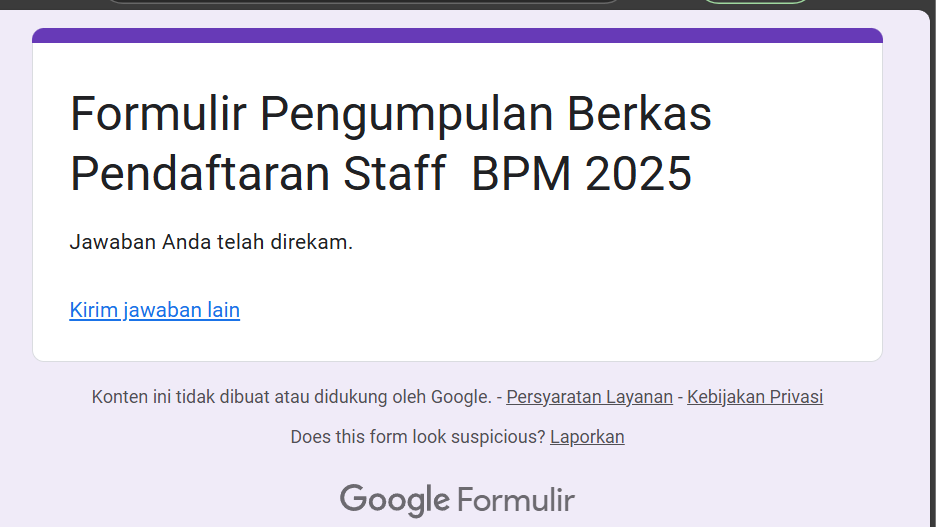 Formulir Pengumpulan Berkas
Pendaftaran Staff  BPM 2025
Jawaban Anda telah direkam.
Kirim jawaban lain
Konten ini tidak dibuat atau didukung oleh Google. - Persyaratan Layanan - Kebijakan Privasi
Does this form look suspicious? Laporkan
Google Formulir